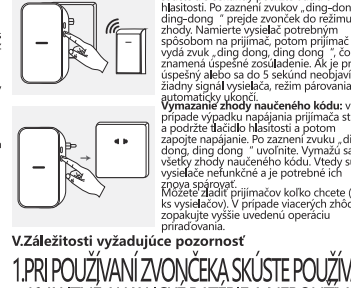 hlasitosti. Po zaznení zvukov „ding-dong
ding-dong “ prejde zvonček do režimu
zhody. Namierte vysielač potrebným
spôsobom na prijímač, potom prijímač
vydá zvuk „ding dong, ding dong “, čo
znamená úspešné zosúladenie. Ak je pr
úspešný alebo sa do 5 sekúnd neobjaví
žiadny signál vysielača, režim párovania
automaticky ukončí.
Vymazanie zhody naučeného kódu: v
prípade výpadku napájania prijímača st
a podržte tlačidlo hlasitosti a potom
zapojte napájanie. Po zaznení zvuku „di
dong, ding dong “ uvoľnite. Vymažú sa
všetky zhody naučeného kódu. Vtedy sú
vysielače nefunkčné a je potrebné ich
znova spárovať.
Môžete zladiť prijímačov koľko chcete (
ks vysielačov). V prípade viacerých zhôd
zopakujte vyššie uvedenú operáciu
priraďovania.
V.Záležitosti vyžadujúce pozornosť
1.PRI POUŽÍVANÍ ZVONČEKA SKÚSTE POUŽÍV